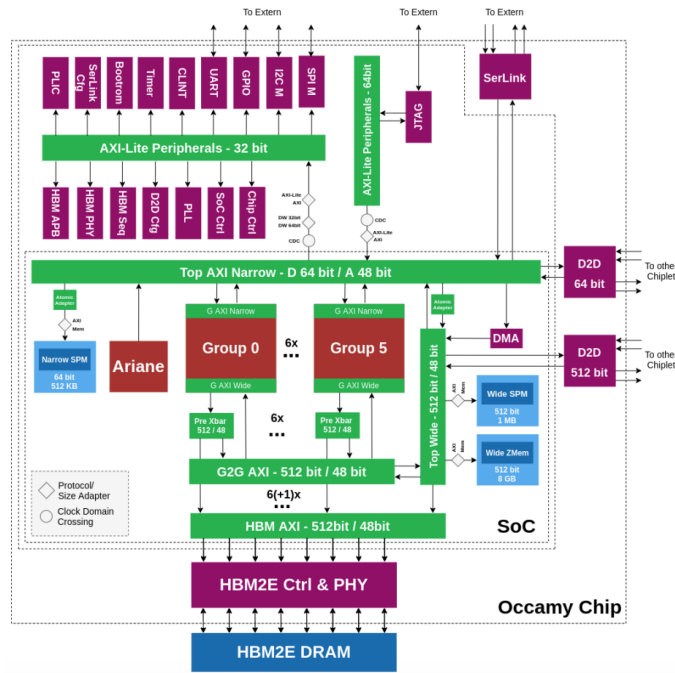 To Extern
To Extern
To Extern
PLIC
SerLink
Cfg
Bootrom
Timer
CLINT
UART
GPIO
I2C M
SPI M
SerLink
AXI-Lite Peripherals - 64bit
JTAG
AXI-Lite Peripherals - 32 bit
HBM APB
HBM PHY
HBM Seq
D2D Cfg
PLL
SoC Ctrl
Chip Ctrl
AXI-Lite
AXI
DW 32bit
DW 64bit
CDC
CDC
AXI-Lite
AXI
Top AXI Narrow - D 64 bit / A 48 bit
D2D
64 bit
To other
Chiplet
Atomic
Adapter
AXI
Mem
Narrow SPM
64 bit
512 KB
Ariane
G AXI Narrow
Group 0
G AXI Wide
6x
...
G AXI Narrow
Group 5
G AXI Wide
Atomic
Adapter
DMA
D2D
512 bit
To other
Chiplet
Top Wide - 512 bit / 48 bit
AXI
Mem
Wide SPM
512 bit
1 MB
Pre Xbar
512 / 48
6x
...
Pre Xbar
512 / 48
AXI
Mem
Wide ZMem
512 bit
8 GB
G2G AXI - 512 bit / 48 bit
Protocol/
Size Adapter
Clock Domain
Crossing
6(+1)x
...
HBM AXI - 512bit / 48bit
SoC
HBM2E Ctrl & PHY
Occamy Chip
HBM2E DRAM